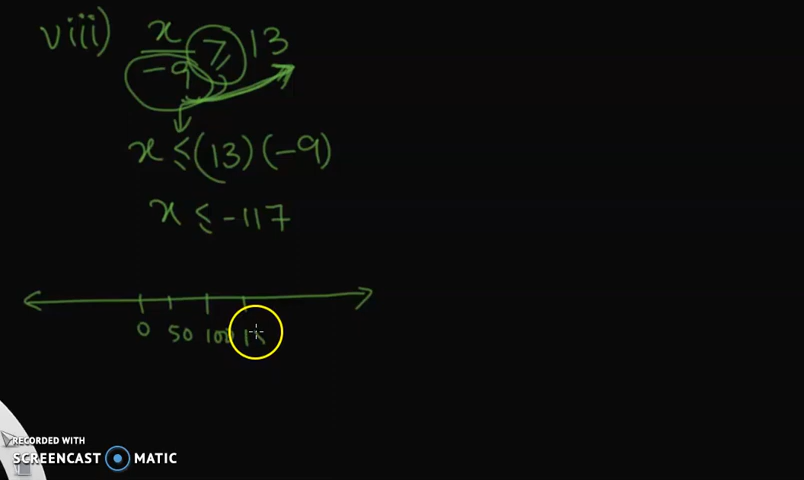 viii) x/-9 ≥ 13
x ≤ (13)(-9)
x ≤ -117
0 50 100
RECORDED WITH
SCREENCAST MATIC